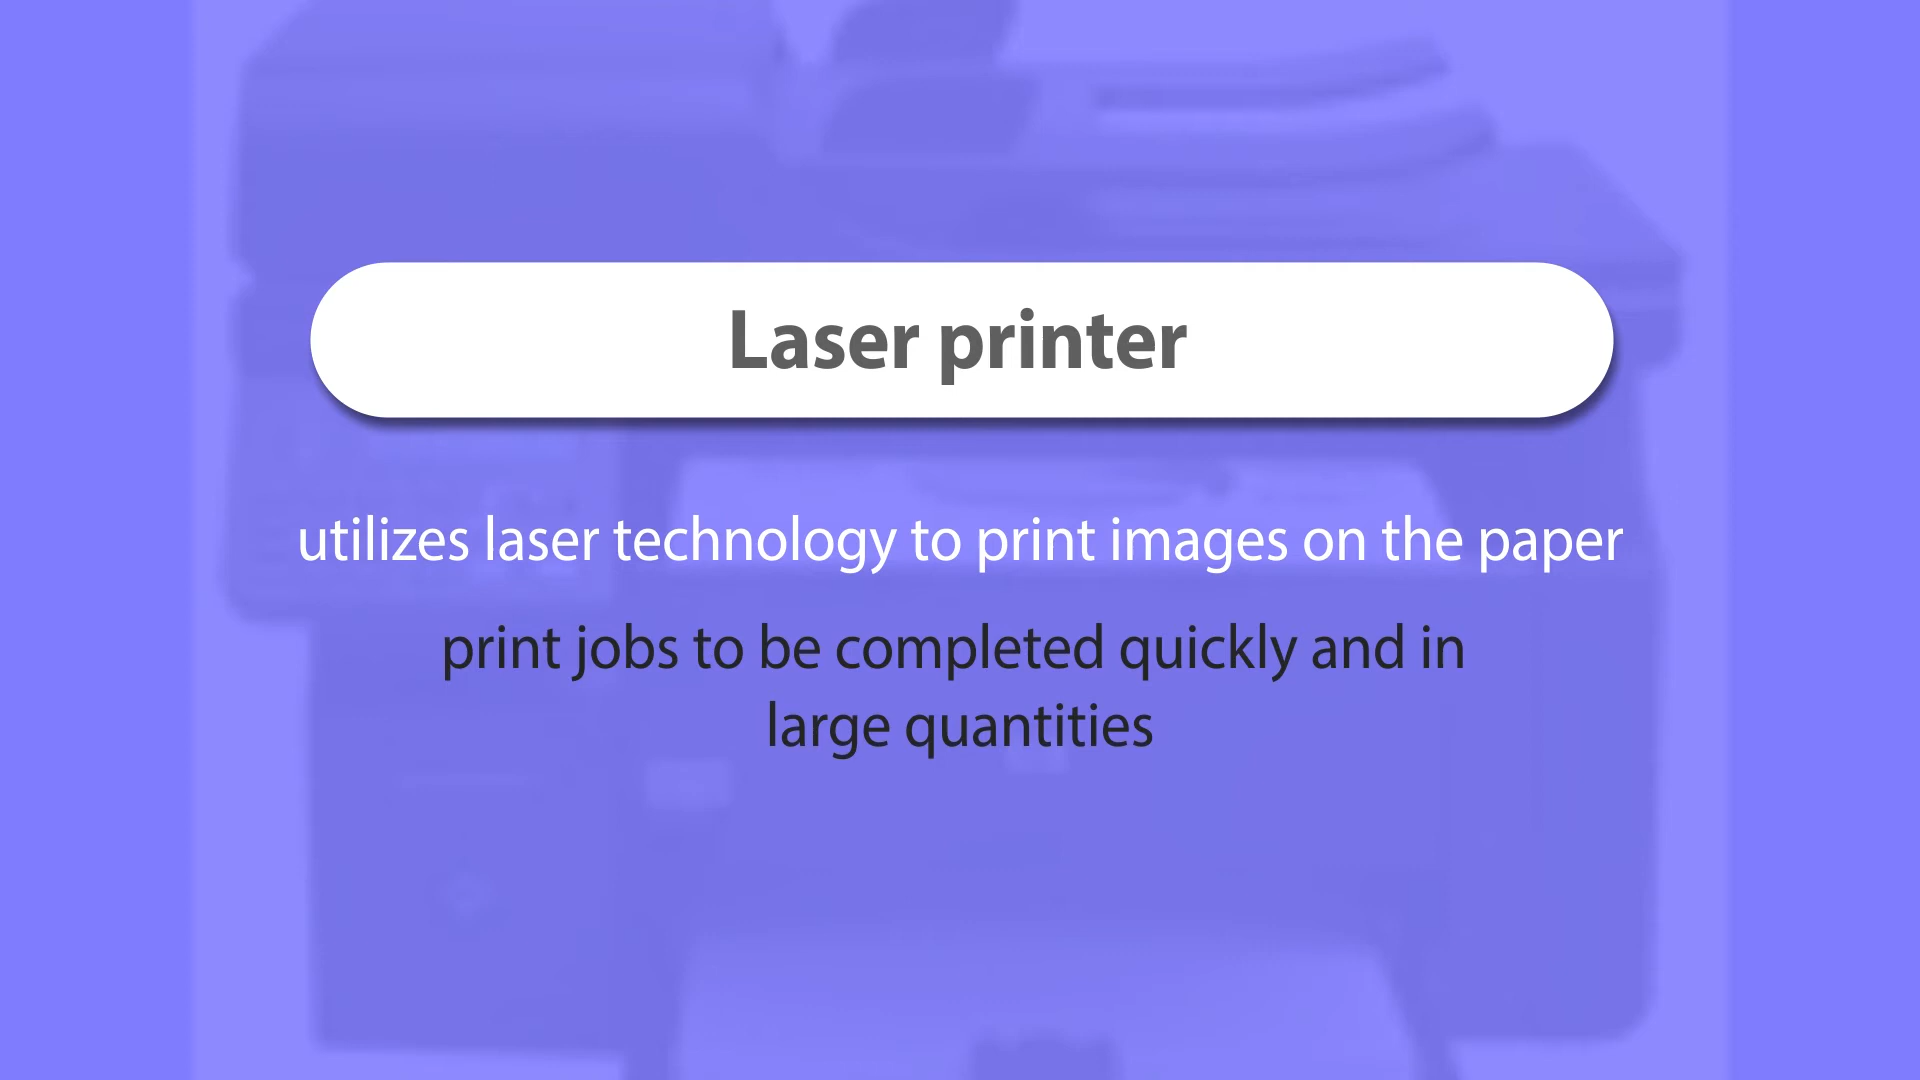 Laser printer
utilizes laser technology to print images on the paper
print jobs to be completed quickly and in
large quantities